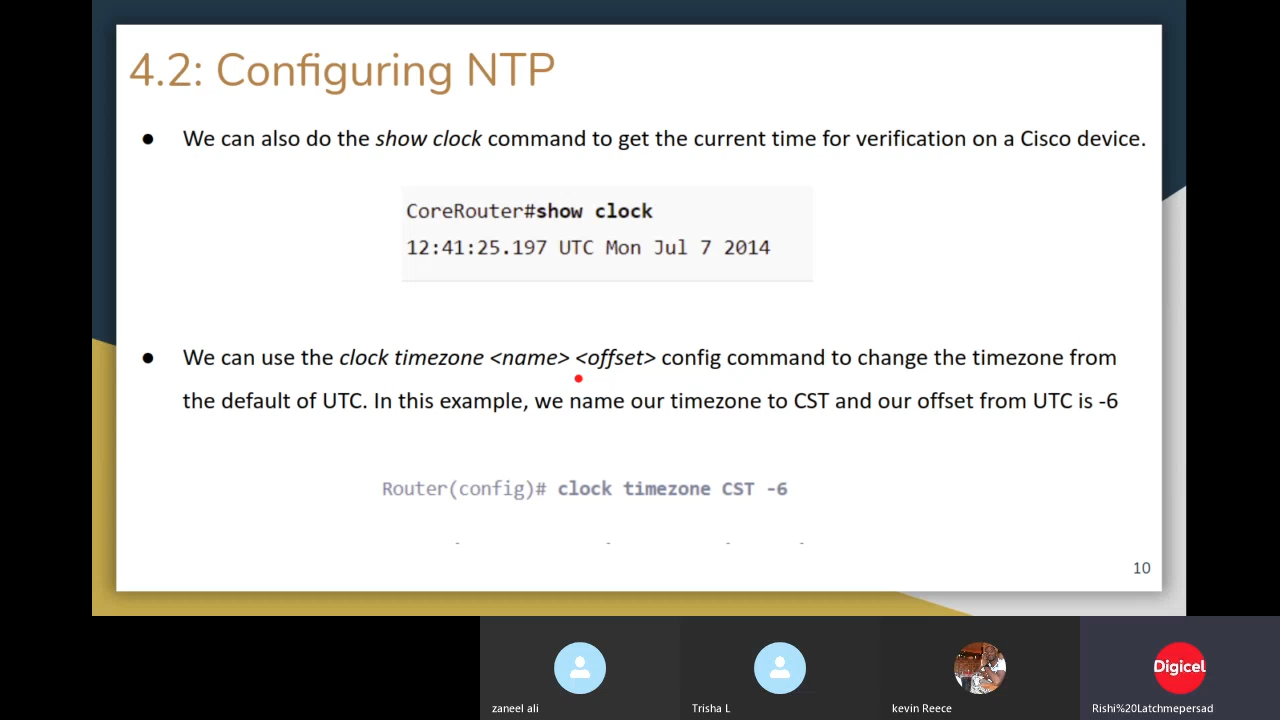 4.2: Configuring NTP
● We can also do the show clock command to get the current time for verification on a Cisco device.
CoreRouter#show clock
12:41:25.197 UTC Mon Jul 7 2014
● We can use the clock timezone <name> <offset> config command to change the timezone from
the default of UTC. In this example, we name our timezone to CST and our offset from UTC is -6
Router(config)# clock timezone CST -6
10
Digicel
zaneel ali
Trisha L
kevin Reece
Rishi%20Latchmepersad